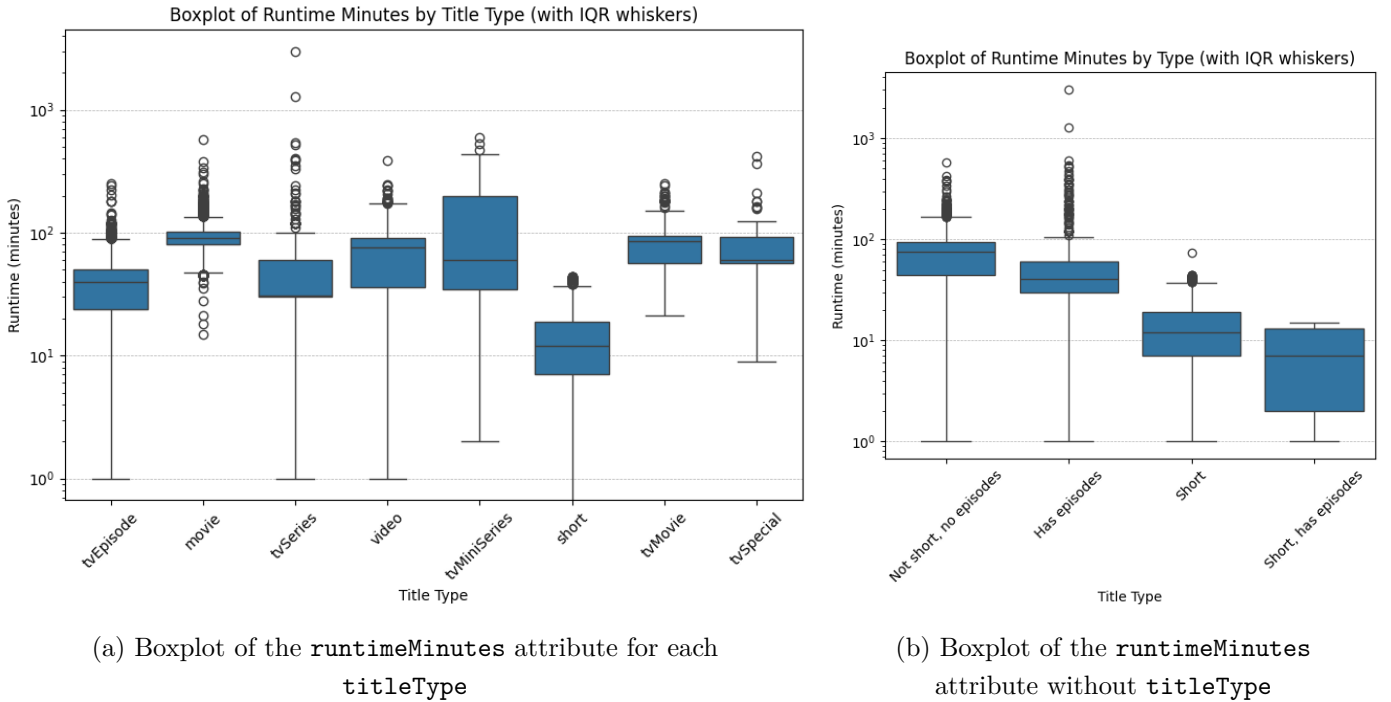 Boxplot of Runtime Minutes by Title Type (with IQR whiskers)
Runtime (minutes)
10³
10²
10¹
10⁰
tvEpisode
movie
tvSeries
video
tvMiniSeries
short
tvMovie
tvSpecial
Title Type
(a) Boxplot of the runtimeMinutes attribute for each
titleType
Boxplot of Runtime Minutes by Type (with IQR whiskers)
Runtime (minutes)
10³
10²
10¹
10⁰
Not short, no episodes
Has episodes
Short
Short, has episodes
Title Type
(b) Boxplot of the runtimeMinutes
attribute without titleType